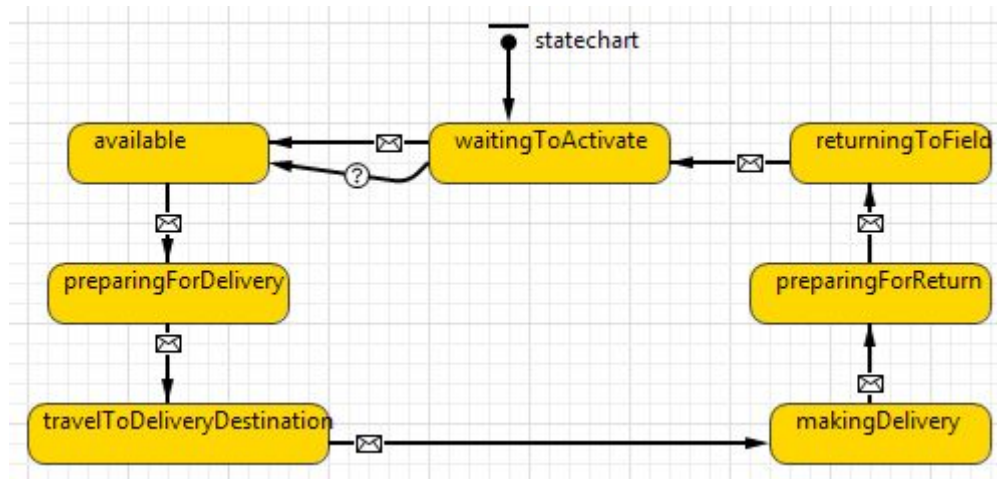 statechart
available
waitingToActivate
returningToField
?
preparingForDelivery
preparingForReturn
travelToDeliveryDestination
makingDelivery